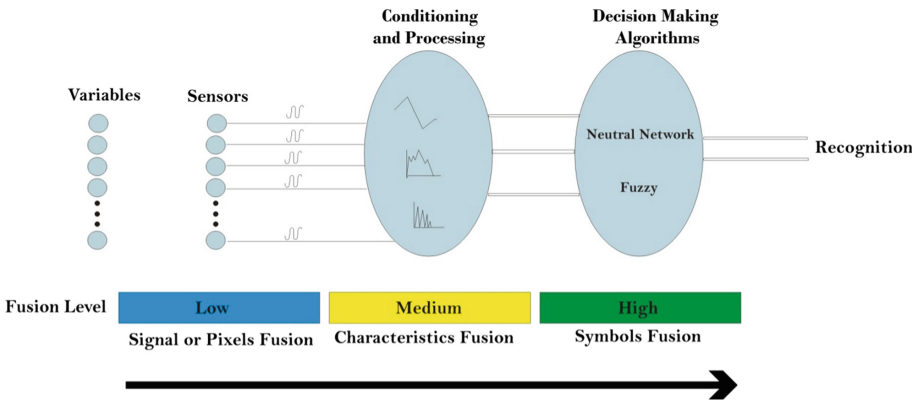 Conditioning
and Processing
Decision Making
Algorithms
Variables
Sensors
Neutral Network
Fuzzy
Recognition
Fusion Level
Low
Medium
High
Signal or Pixels Fusion
Characteristics Fusion
Symbols Fusion